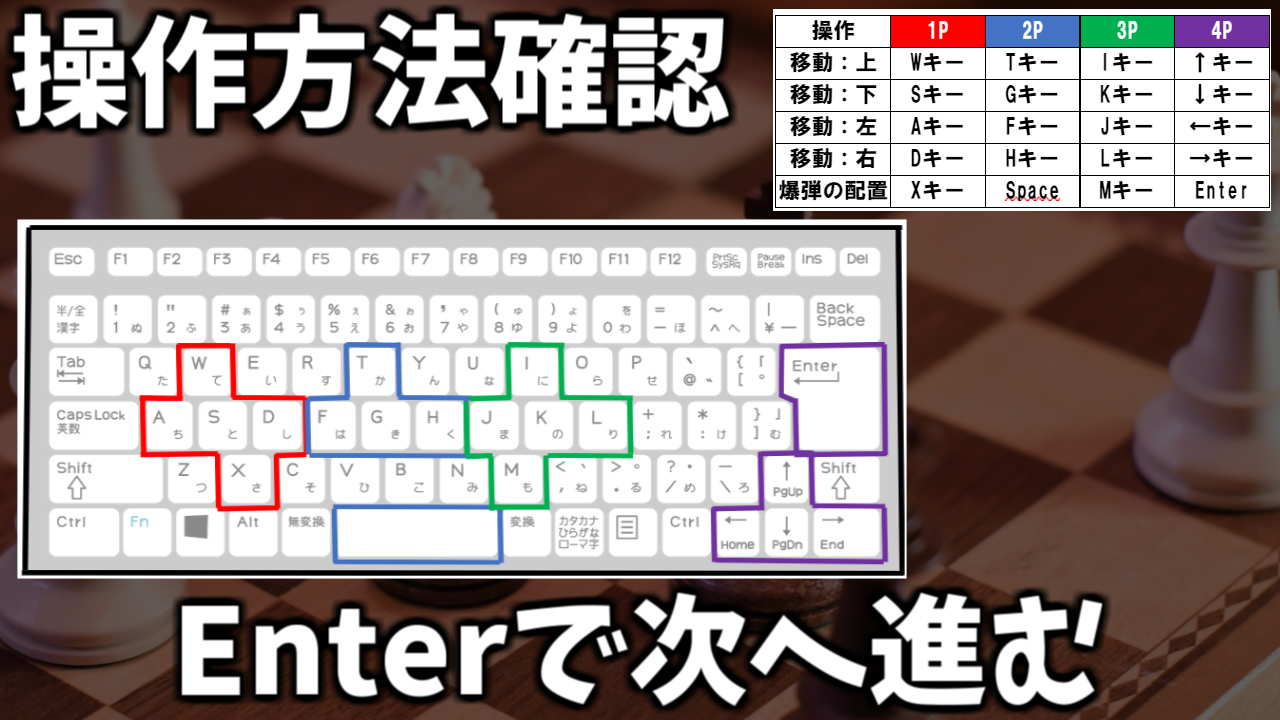 操作方法確認
操作 1P 2P 3P 4P
移動：上 Wキー Tキー Iキー ↑キー
移動：下 Sキー Gキー Kキー ↓キー
移動：左 Aキー Fキー Jキー ←キー
移動：右 Dキー Hキー Lキー →キー
爆弾の配置 Xキー Space Mキー Enter
Esc F1 F2 F3 F4 F5 F6 F7 F8 F9 F10 F11 F12 PrtSc SysRq Pause Break Ins Del
半/全 漢字 ! 1 ぬ " 2 ふ # ぁ 3 あ $ ぅ 4 う % ぇ 5 え & ぉ 6 お ' ゃ 7 や ( ゅ 8 ゆ ) ょ 9 よ を 0 わ = － ほ ～ ^ へ | ¥ ー Back Space
Tab Q た W て E い R す T か Y ん U な I に O ら P せ ` @ ゛ { 「 [ ゜ Enter
Caps Lock 英数 A ち S と D し F は G き H く J ま K の L り + ; れ * : け } 」 ] む
Shift Z つ X さ C そ V ひ B こ N み M も < 、 , ね > 。 . る ? ・ / め _ \ ろ ↑ PgUp Shift
Ctrl Fn Alt 無変換 変換 カタカナ ひらがな ローマ字 Ctrl ← Home ↓ PgDn → End
Enterで次へ進む